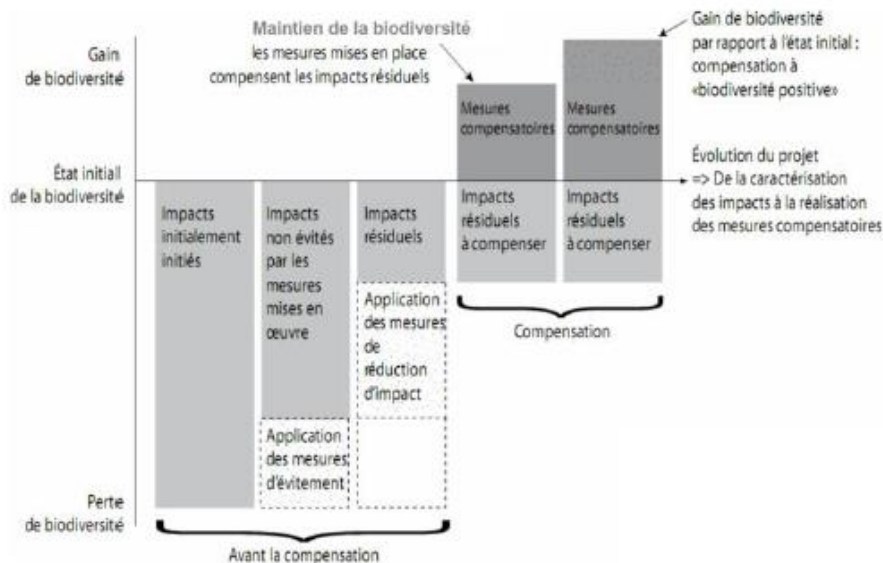 Maintien de la biodiversité
les mesures mises en place
compensent les impacts résiduels
Gain de biodiversité
par rapport à l'état initial :
compensation à
«biodiversité positive»
Gain
de biodiversité
Mesures
compensatoires
Mesures
compensatoires
État initial
de la biodiversité
Évolution du projet
=> De la caractérisation
des impacts à la réalisation
des mesures compensatoires
Impacts
initialement
initiés
Impacts
non évités
par les
mesures
mises en
œuvre
Impacts
résiduels
Impacts
résiduels
à compenser
Impacts
résiduels
à compenser
Application
des mesures
de
réduction
d'impact
Application
des mesures
d'évitement
Compensation
Perte
de biodiversité
Avant la compensation